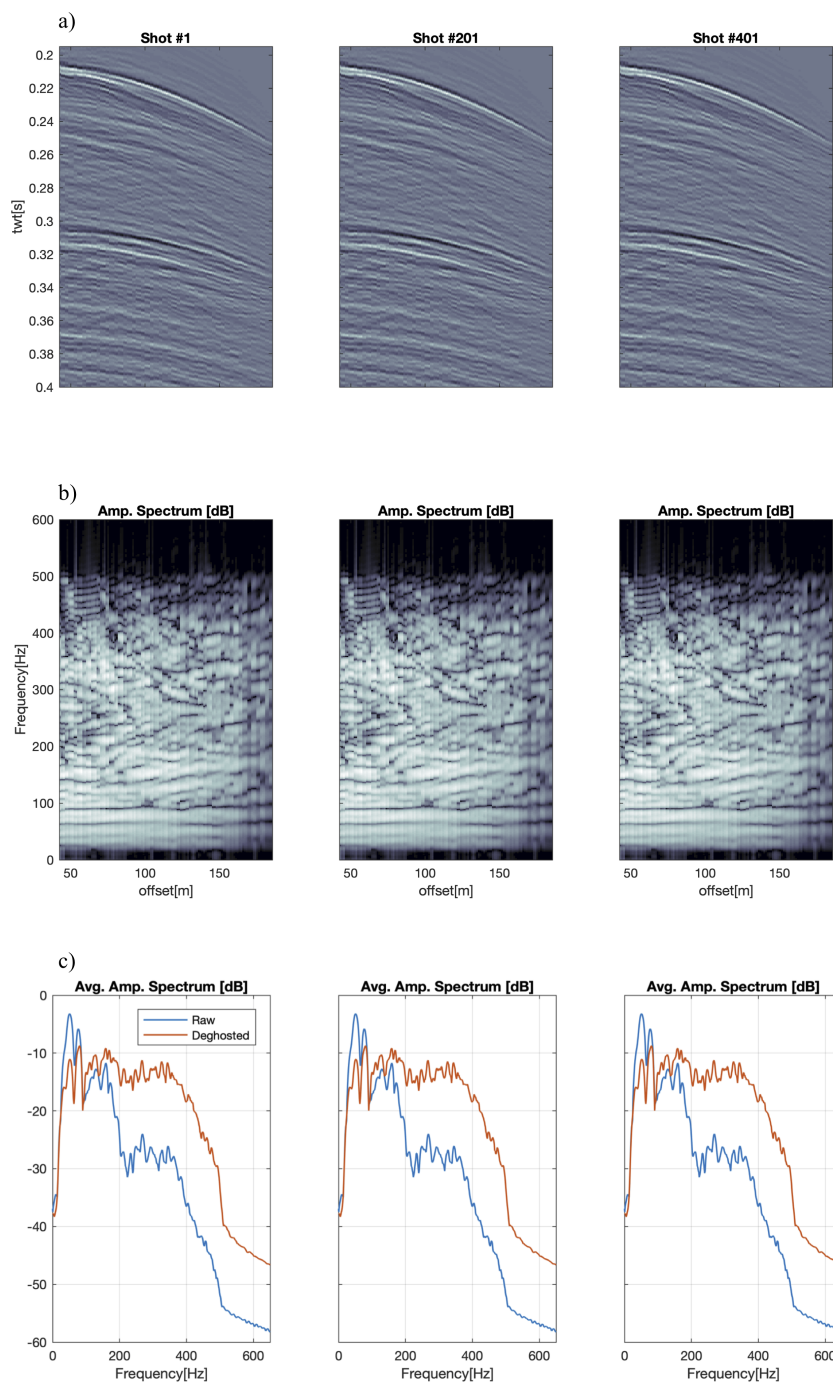 a)
Shot #1
Shot #201
Shot #401
0.2
0.22
0.24
0.26
0.28
0.3
0.32
0.34
0.36
0.38
0.4
twt[s]
b)
Amp. Spectrum [dB]
Amp. Spectrum [dB]
Amp. Spectrum [dB]
600
500
400
300
200
100
0
Frequency[Hz]
50 100 150
50 100 150
50 100 150
offset[m]
offset[m]
offset[m]
c)
Avg. Amp. Spectrum [dB]
Avg. Amp. Spectrum [dB]
Avg. Amp. Spectrum [dB]
Raw
Deghosted
0
-10
-20
-30
-40
-50
-60
0 200 400 600
0 200 400 600
0 200 400 600
Frequency[Hz]
Frequency[Hz]
Frequency[Hz]